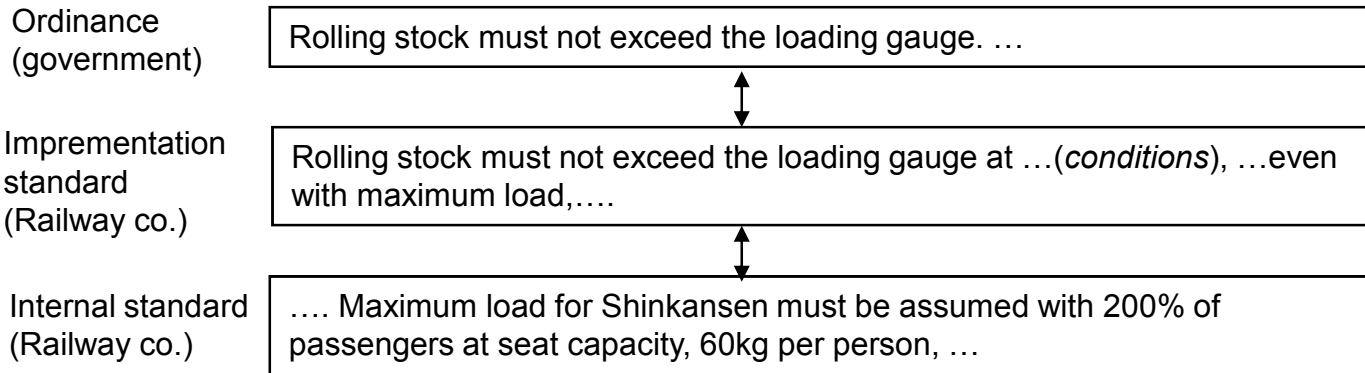 Ordinance
(government)
Rolling stock must not exceed the loading gauge. …
Imprementation
standard
(Railway co.)
Rolling stock must not exceed the loading gauge at …(conditions), …even
with maximum load,….
Internal standard
(Railway co.)
…. Maximum load for Shinkansen must be assumed with 200% of
passengers at seat capacity, 60kg per person, …